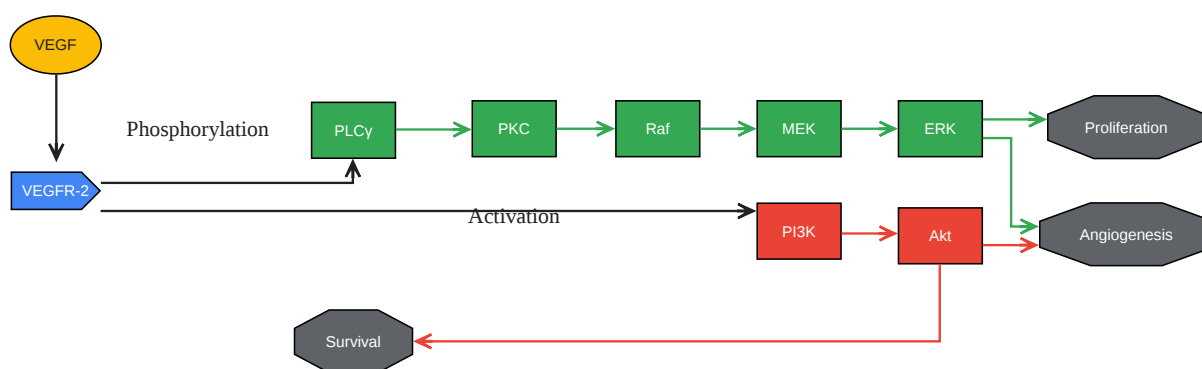 VEGF
Phosphorylation
PLCγ
PKC
Raf
MEK
ERK
Proliferation
VEGFR-2
Activation
PI3K
Akt
Angiogenesis
Survival